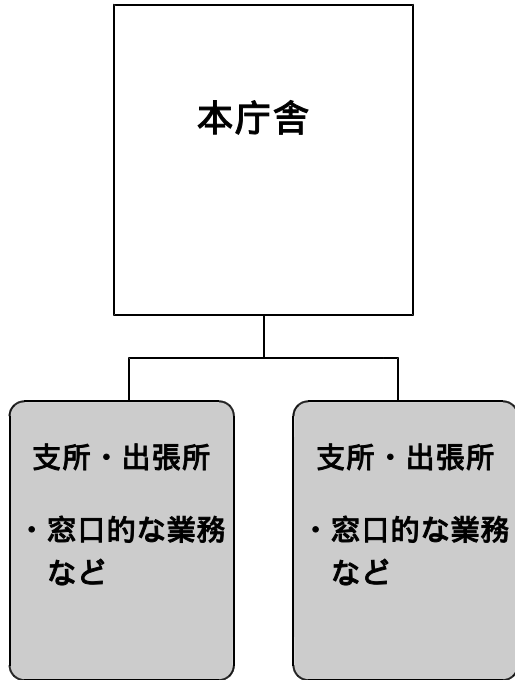 本庁舎
支所・出張所
・窓口的な業務
など
支所・出張所
・窓口的な業務
など